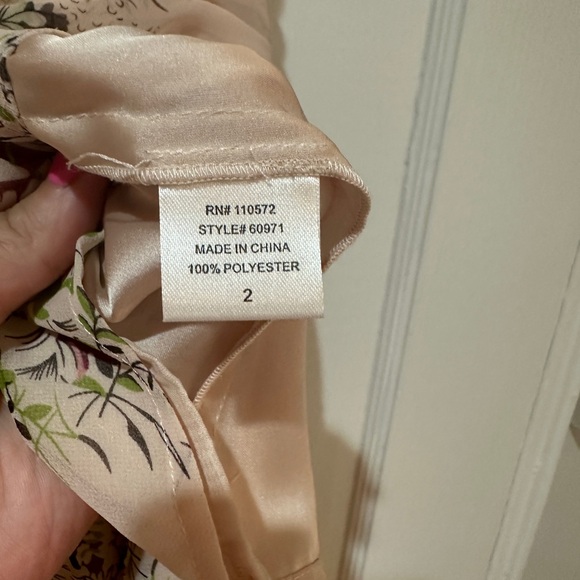 RN# 110572
STYLE# 60971
MADE IN CHINA
100% POLYESTER
2